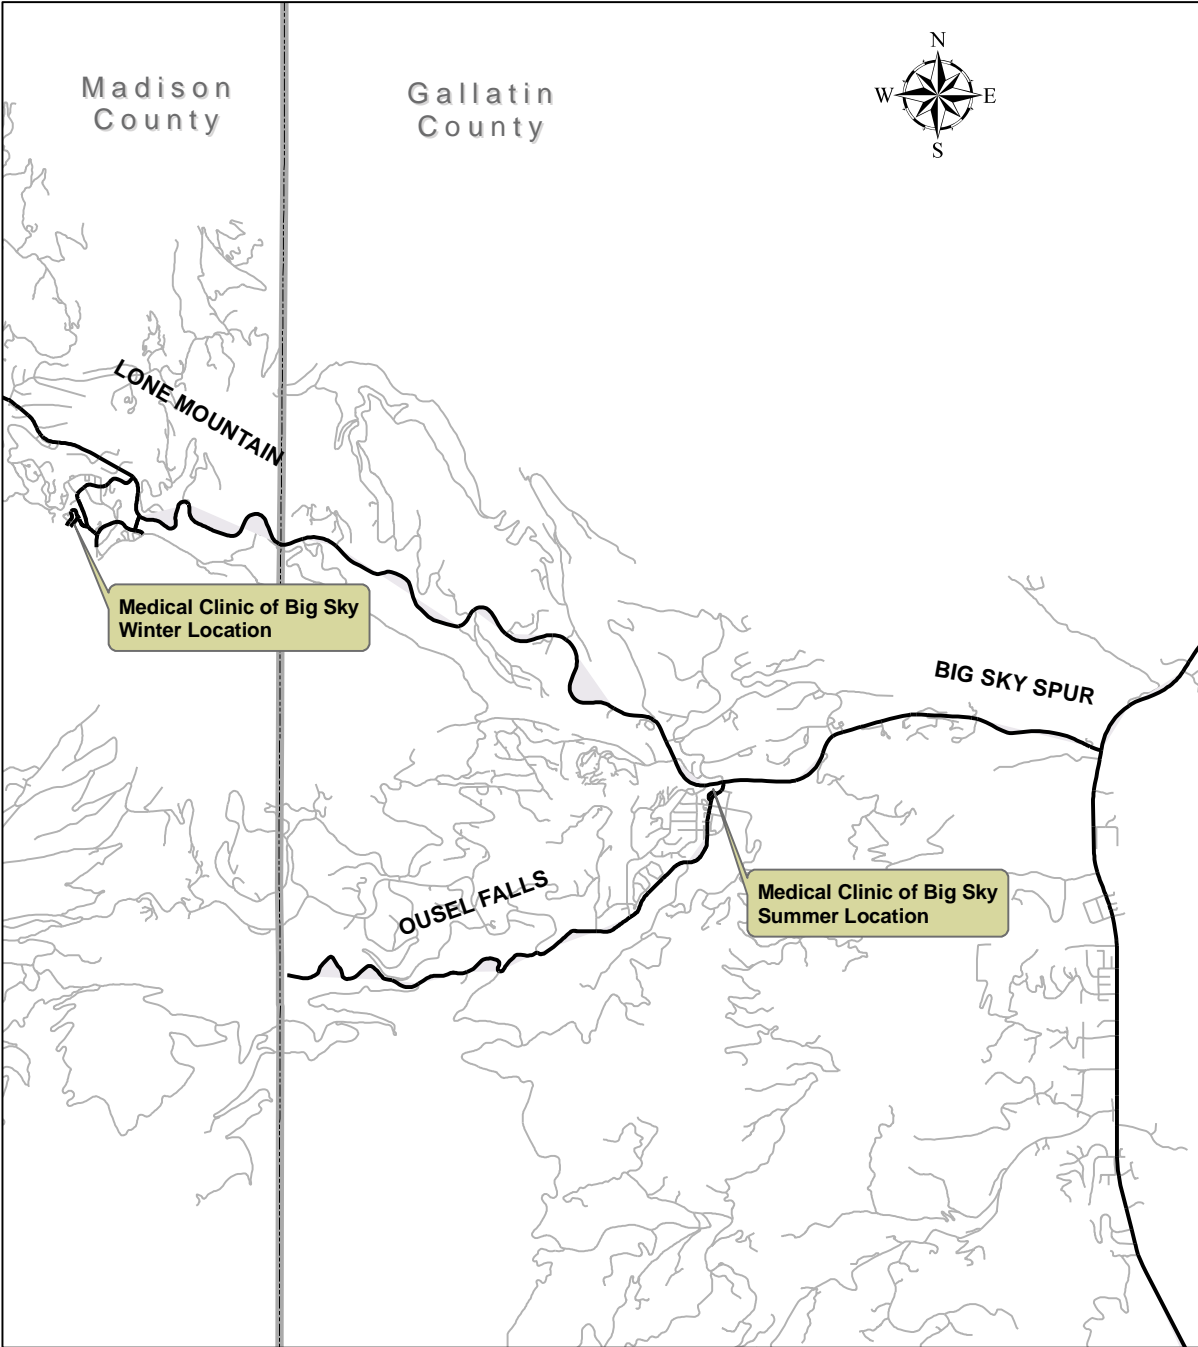 Madison
County
Gallatin
County
N
W
E
S
LONE MOUNTAIN
Medical Clinic of Big Sky
Winter Location
BIG SKY SPUR
OUSEL FALLS
Medical Clinic of Big Sky
Summer Location